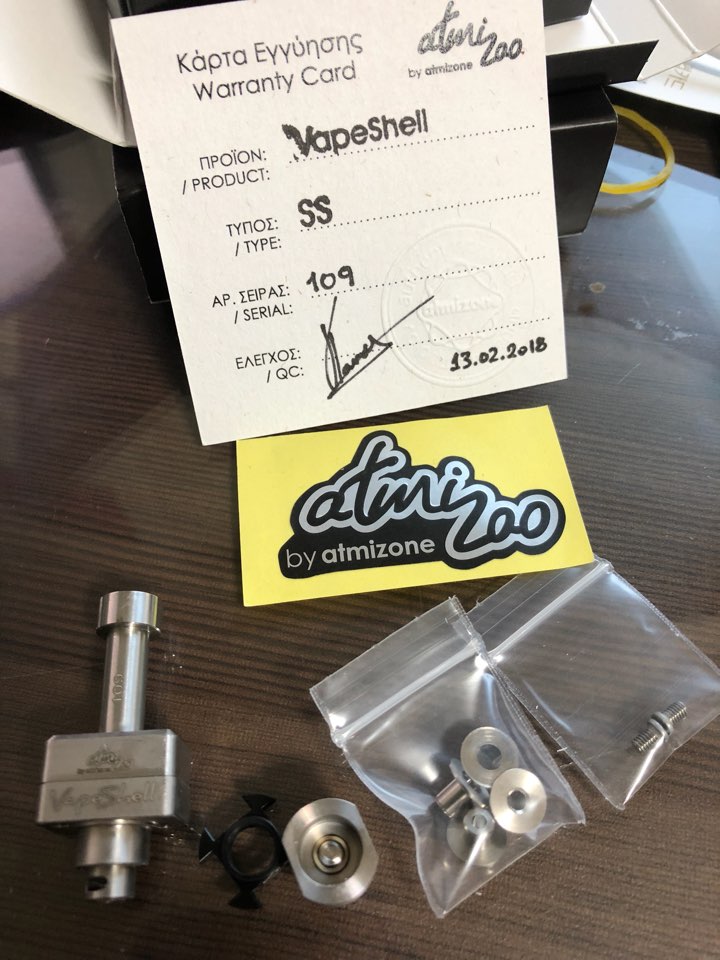 Κάρτα Εγγύησης
Warranty Card
atmizoo
by atmizone
ΠΡΟΪΟΝ:
/ PRODUCT:
VapeShell
ΤΥΠΟΣ:
/ TYPE:
SS
ΑΡ. ΣΕΙΡΑΣ:
/ SERIAL:
109
ΕΛΕΓΧΟΣ:
/ QC:
13.02.2018
atmizone
atmizoo
by atmizone
109
VapeShell